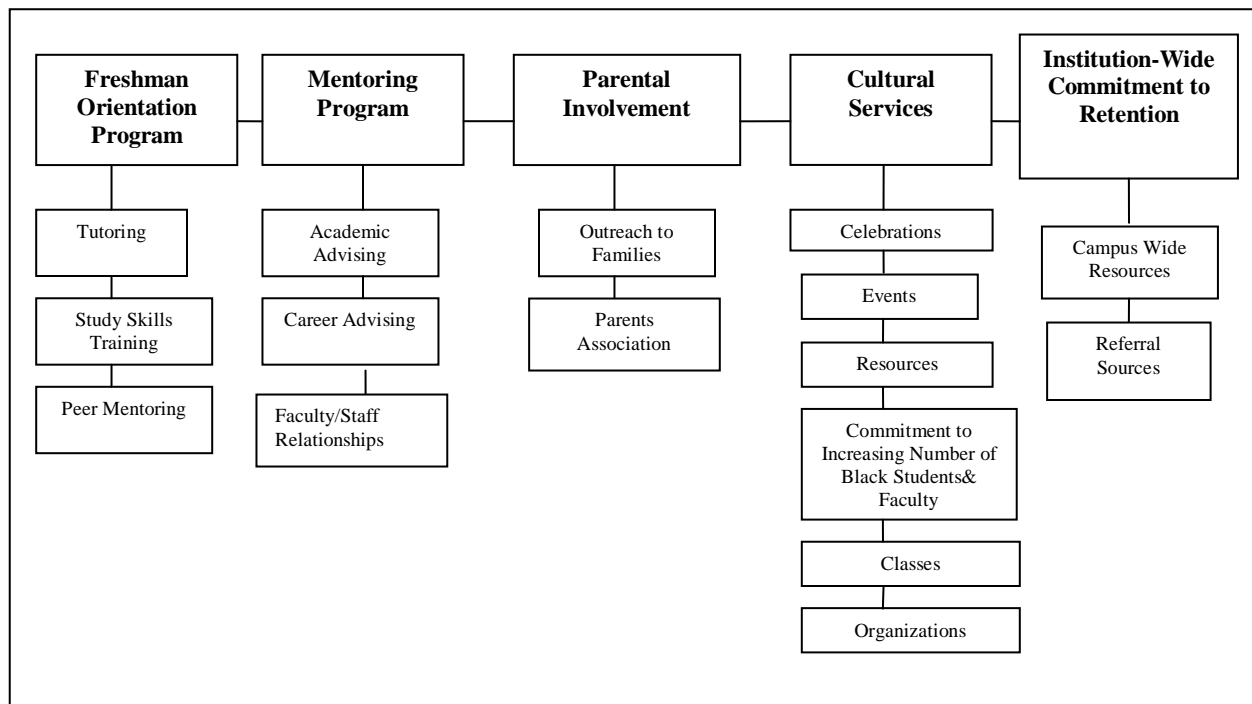 Freshman
Orientation
Program
Mentoring
Program
Parental
Involvement
Cultural
Services
Institution-Wide
Commitment to
Retention
Tutoring
Study Skills
Training
Peer Mentoring
Academic
Advising
Career Advising
Faculty/Staff
Relationships
Outreach to
Families
Parents
Association
Celebrations
Events
Resources
Commitment to
Increasing Number of
Black Students&
Faculty
Classes
Organizations
Campus Wide
Resources
Referral
Sources